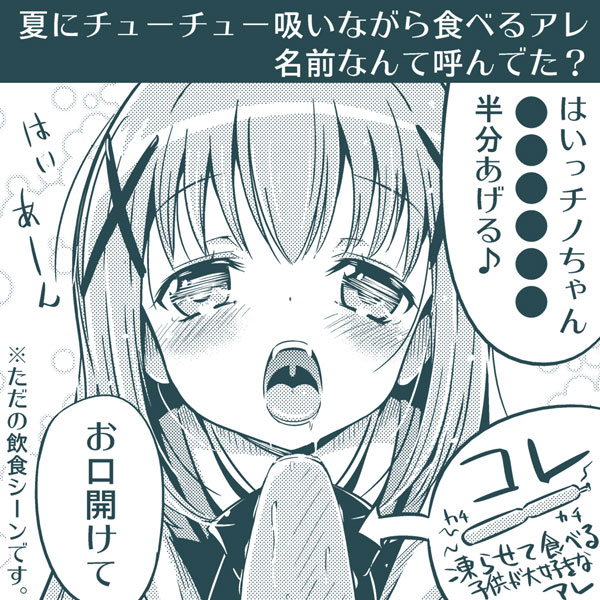 夏にチューチュー吸いながら食べるアレ
名前なんて呼んでた？
はいっチノちゃん
●●●●●●
半分あげる♪
はい
あーん
お口開けて
※ただの飲食シーンです。
コレ
カチ
カチ
凍らせて食べる
子供が大好きな
アレ